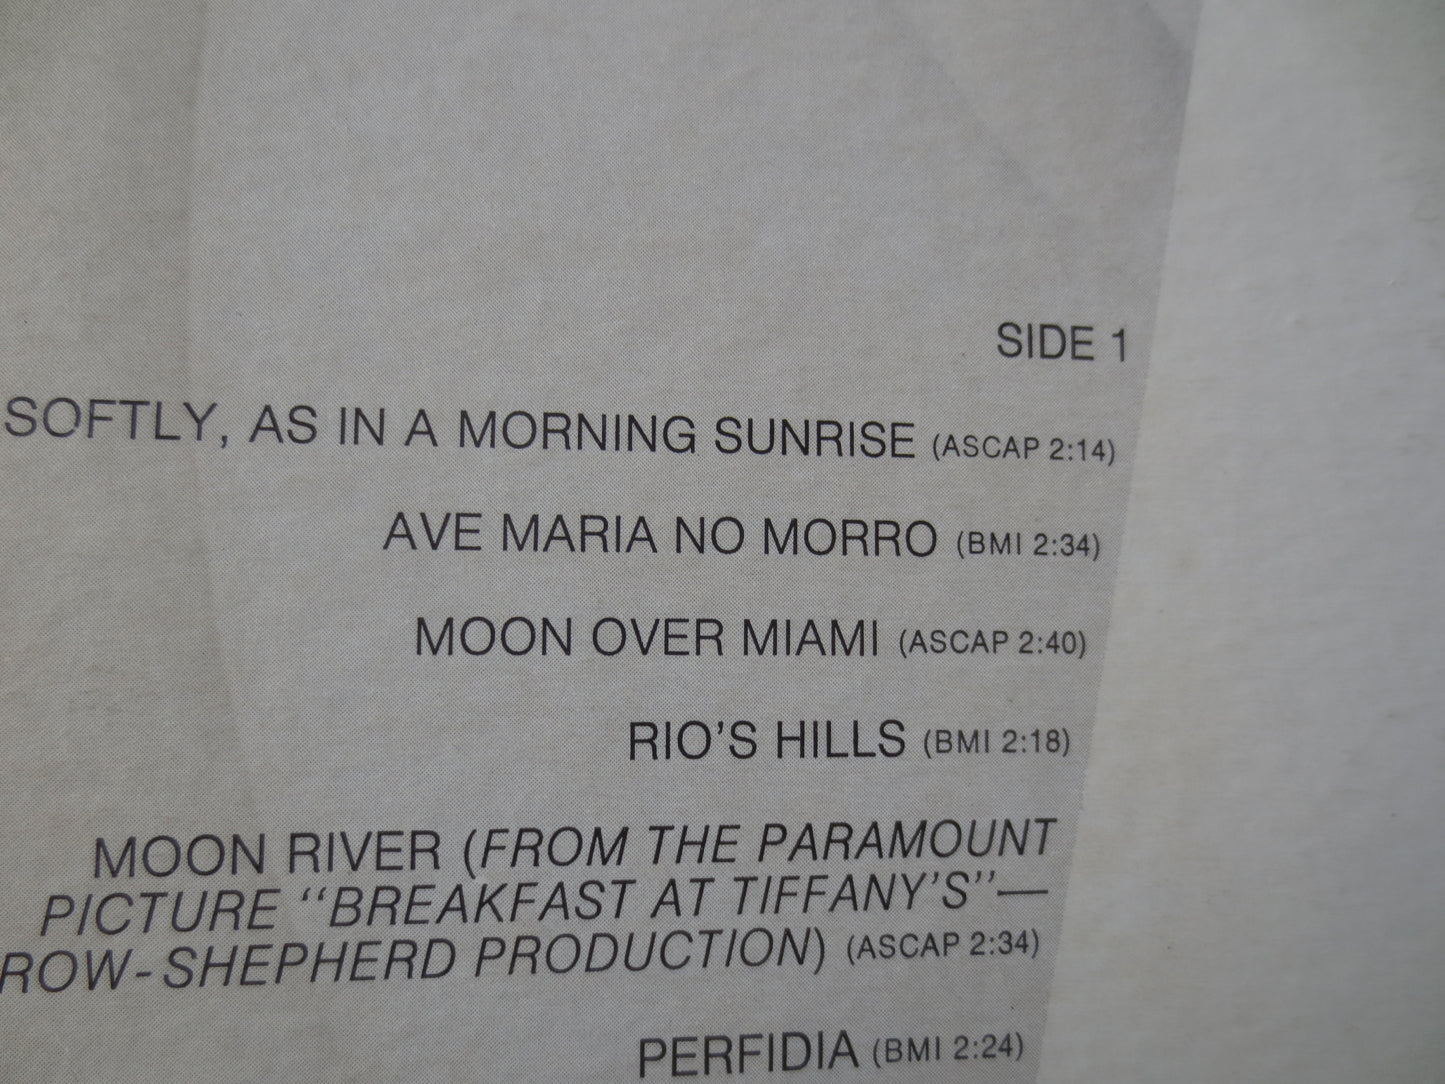 SIDE 1
SOFTLY, AS IN A MORNING SUNRISE (ASCAP 2:14)
AVE MARIA NO MORRO (BMI 2:34)
MOON OVER MIAMI (ASCAP 2:40)
RIO'S HILLS (BMI 2:18)
MOON RIVER (FROM THE PARAMOUNT
PICTURE "BREAKFAST AT TIFFANY'S"—
ROW-SHEPHERD PRODUCTION) (ASCAP 2:34)
PERFIDIA (BMI 2:24)